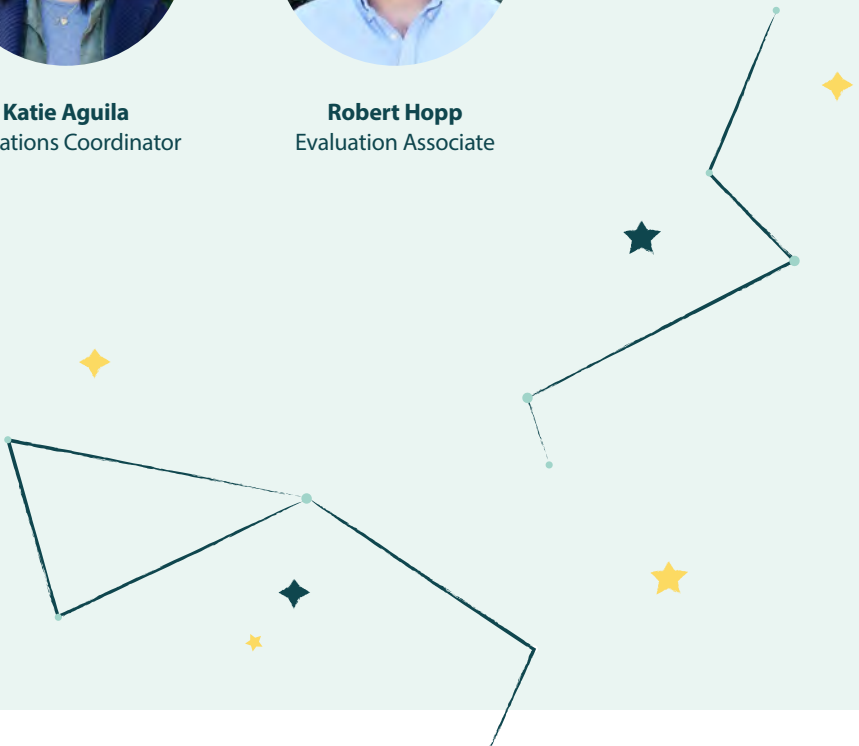 Katie Aguila
ations Coordinator
Robert Hopp
Evaluation Associate